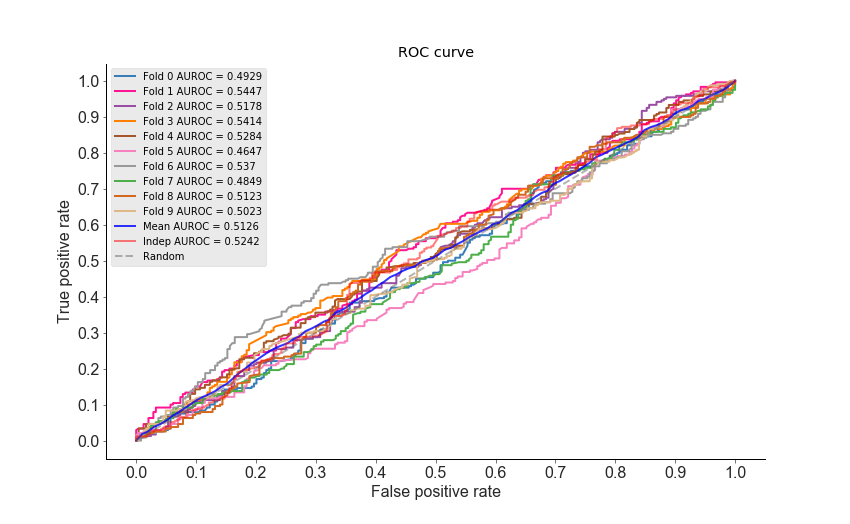 ROC curve
Fold 0 AUROC = 0.4929
Fold 1 AUROC = 0.5447
Fold 2 AUROC = 0.5178
Fold 3 AUROC = 0.5414
Fold 4 AUROC = 0.5284
Fold 5 AUROC = 0.4647
Fold 6 AUROC = 0.537
Fold 7 AUROC = 0.4849
Fold 8 AUROC = 0.5123
Fold 9 AUROC = 0.5023
Mean AUROC = 0.5126
Indep AUROC = 0.5242
Random
True positive rate
1.0
0.9
0.8
0.7
0.6
0.5
0.4
0.3
0.2
0.1
0.0
0.0 0.1 0.2 0.3 0.4 0.5 0.6 0.7 0.8 0.9 1.0
False positive rate